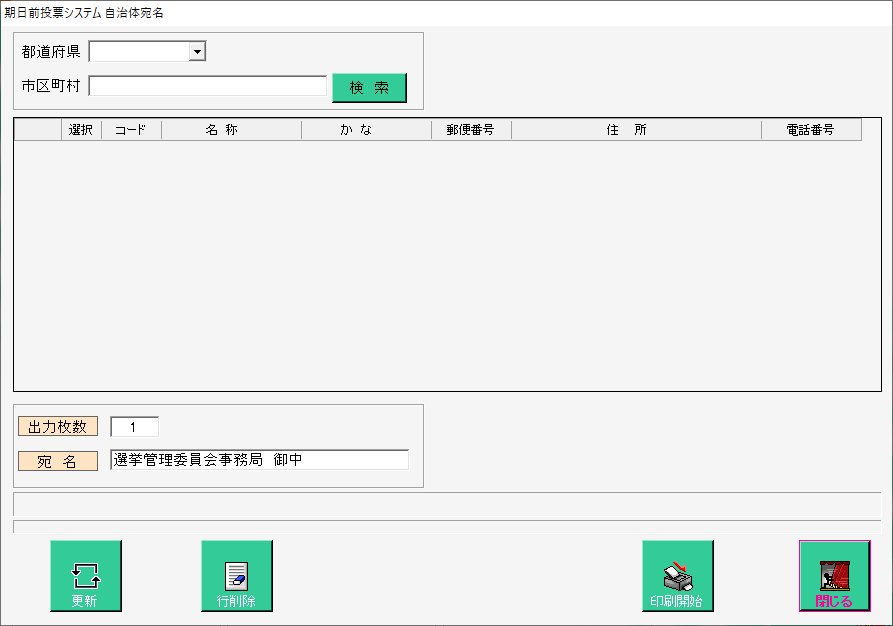 期日前投票システム 自治体宛名
都道府県
市区町村
検 索
選択 コード 名 称 か な 郵便番号 住 所 電話番号
出力枚数 1
宛 名 選挙管理委員会事務局 御中
更新 行削除 印刷開始 閉じる